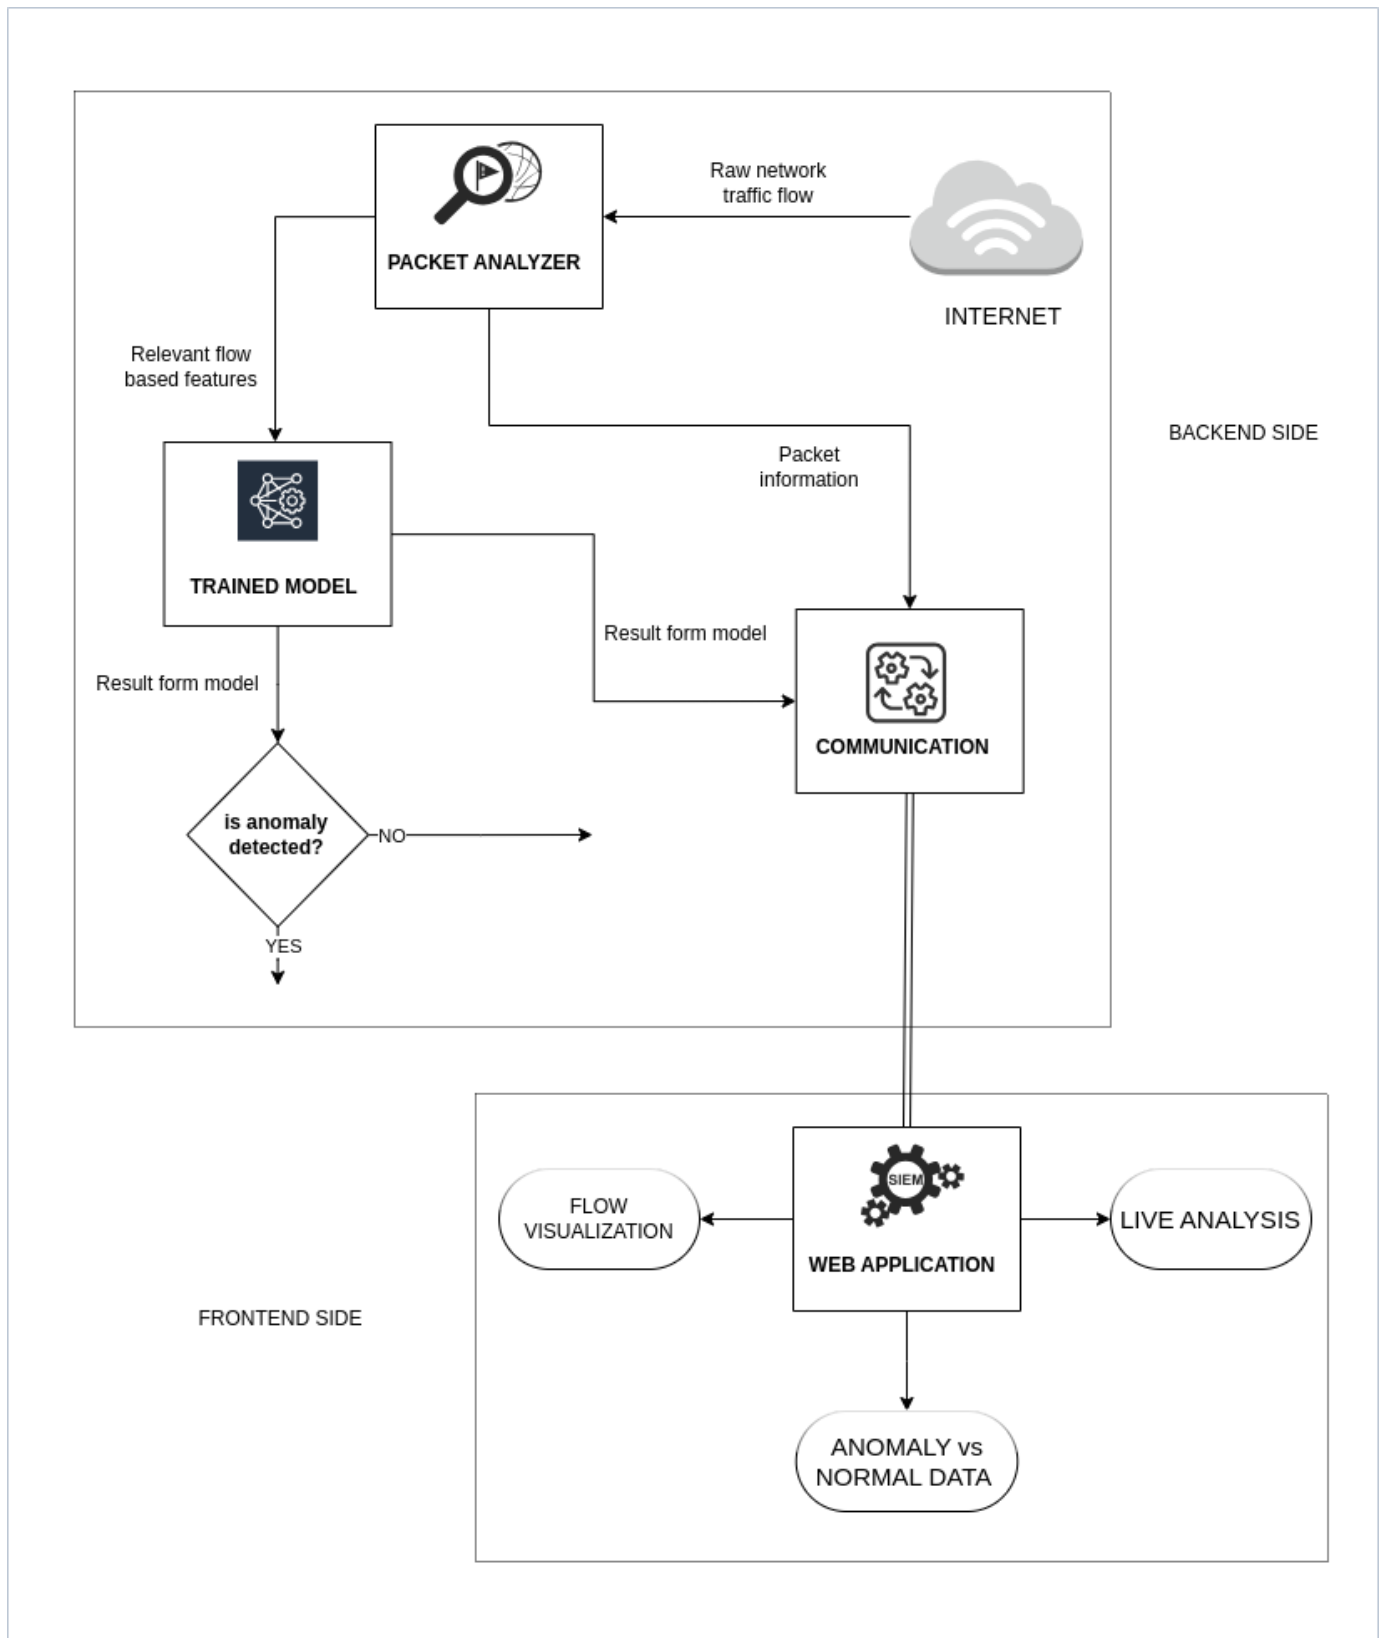 Raw network
traffic flow
PACKET ANALYZER
INTERNET
Relevant flow
based features
BACKEND SIDE
Packet
information
TRAINED MODEL
Result form model
Result form model
COMMUNICATION
is anomaly
detected?
NO
YES
SIEM
FLOW
VISUALIZATION
LIVE ANALYSIS
WEB APPLICATION
FRONTEND SIDE
ANOMALY vs
NORMAL DATA